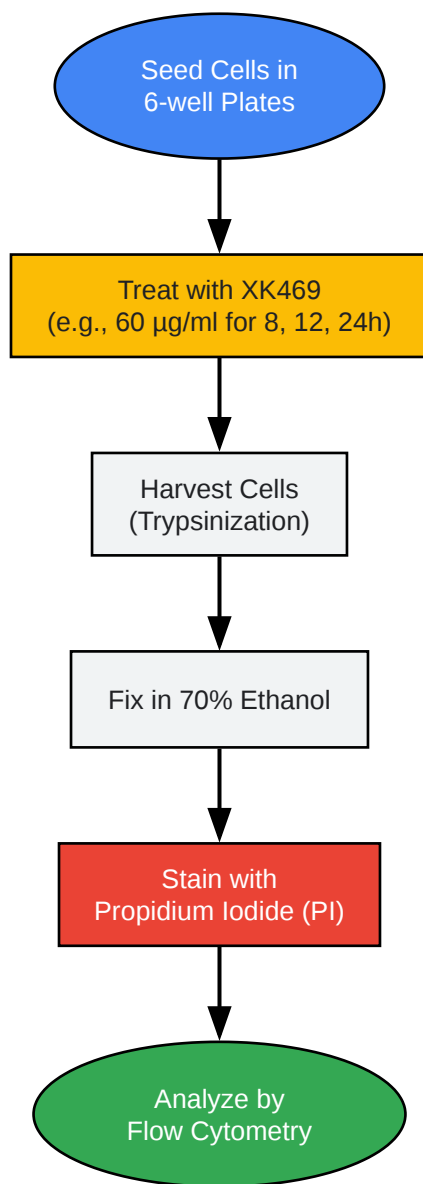 Seed Cells in
6-well Plates
Treat with XK469
(e.g., 60 µg/ml for 8, 12, 24h)
Harvest Cells
(Trypsinization)
Fix in 70% Ethanol
Stain with
Propidium Iodide (PI)
Analyze by
Flow Cytometry